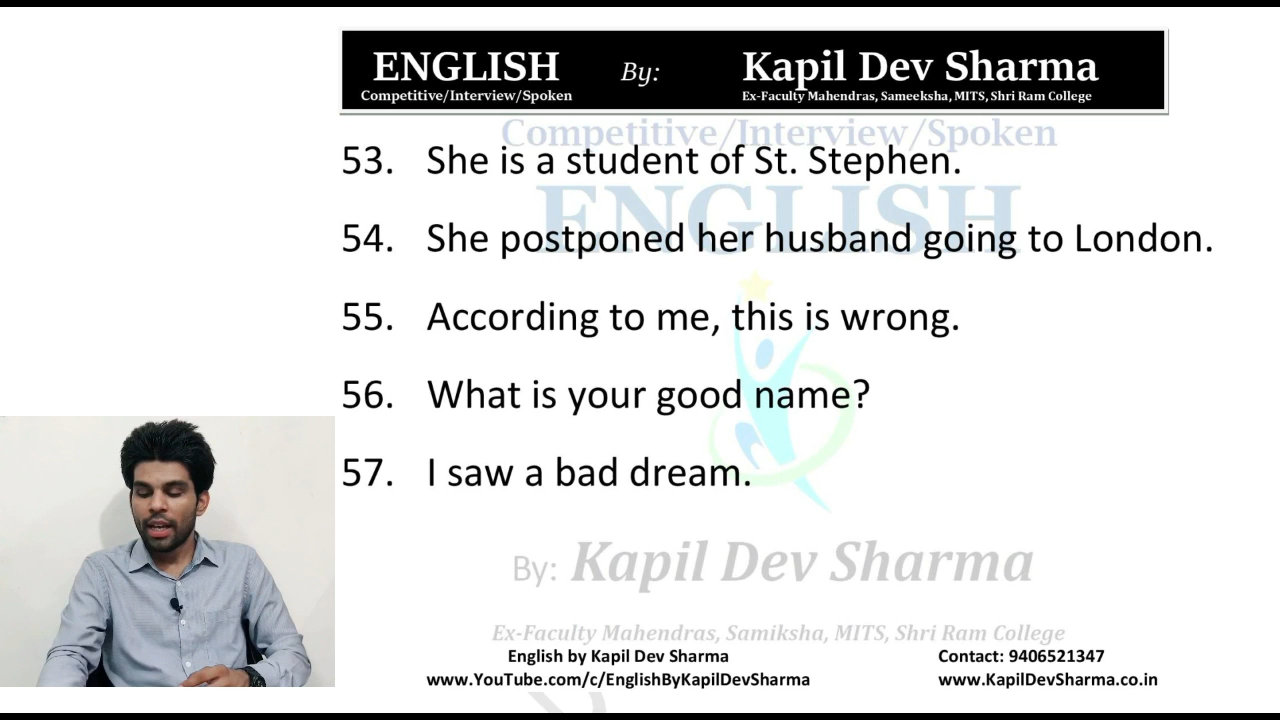 ENGLISH By: Kapil Dev Sharma
Competitive/Interview/Spoken Ex-Faculty Mahendras, Sameeksha, MITS, Shri Ram College
Competitive/Interview/Spoken
53. She is a student of St. Stephen.
ENGLISH
54. She postponed her husband going to London.
55. According to me, this is wrong.
56. What is your good name?
57. I saw a bad dream.
By: Kapil Dev Sharma
Ex-Faculty Mahendras, Samiksha, MITS, Shri Ram College
English by Kapil Dev Sharma Contact: 9406521347
www.YouTube.com/c/EnglishByKapilDevSharma www.KapilDevSharma.co.in